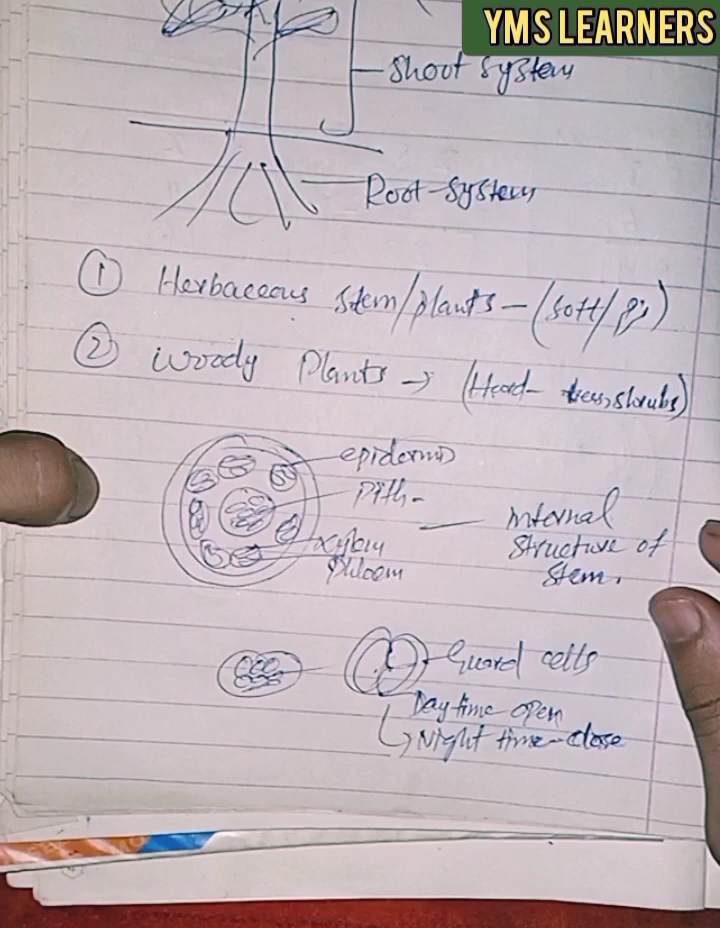 YMS LEARNERS
Shoot System
Root System
① Herbaceous Stem/plants - (Soft/
② Woody Plants → (Hard- trees, shrubs)
epidermis
Pith -
Xylem
Phloem
internal
Structure of
Stem.
Guard cells
Day time open
Night time - close